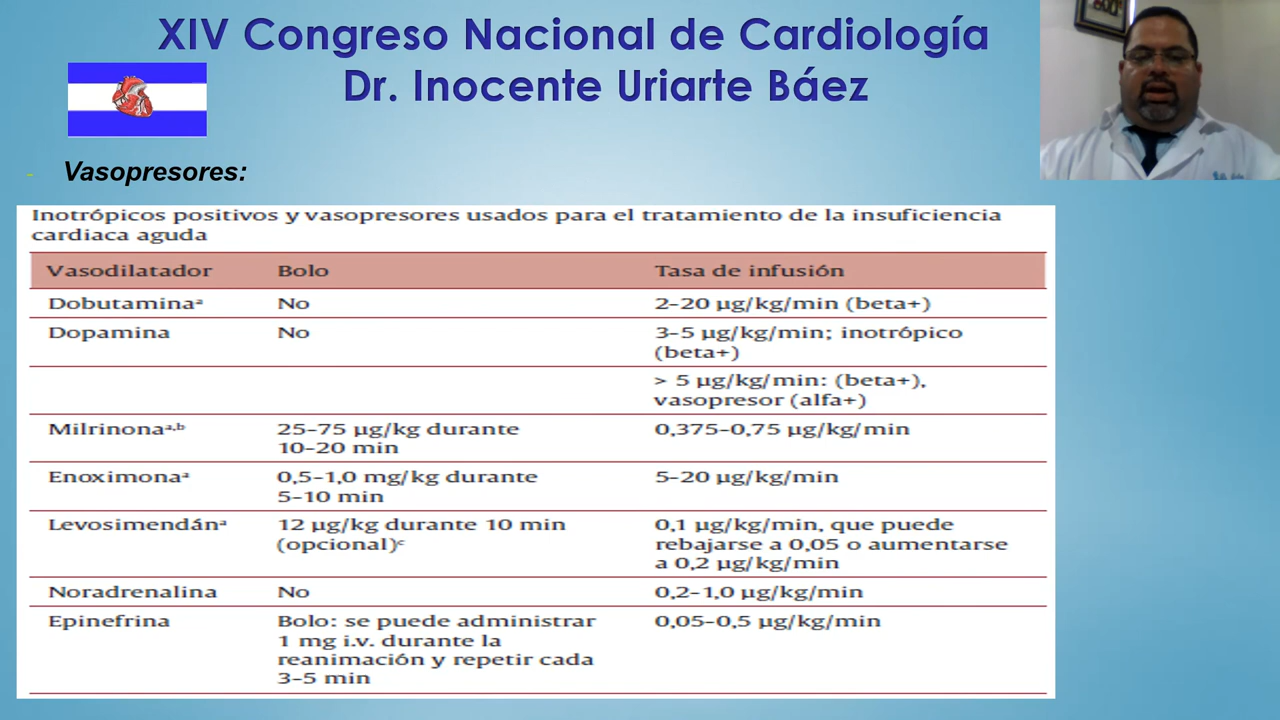 XIV Congreso Nacional de Cardiología
Dr. Inocente Uriarte Báez
- Vasopresores:
Inotrópicos positivos y vasopresores usados para el tratamiento de la insuficiencia
cardiaca aguda
Vasodilatador Bolo Tasa de infusión
Dobutaminaᵃ No 2-20 µg/kg/min (beta+)
Dopamina No 3-5 µg/kg/min; inotrópico
(beta+)
> 5 µg/kg/min: (beta+),
vasopresor (alfa+)
Milrinonaᵃ,ᵇ 25-75 µg/kg durante 0,375-0,75 µg/kg/min
10-20 min
Enoximonaᵃ 0,5-1,0 mg/kg durante 5-20 µg/kg/min
5-10 min
Levosimendánᵃ 12 µg/kg durante 10 min 0,1 µg/kg/min, que puede
(opcional)ᶜ rebajarse a 0,05 o aumentarse
a 0,2 µg/kg/min
Noradrenalina No 0,2-1,0 µg/kg/min
Epinefrina Bolo: se puede administrar 0,05-0,5 µg/kg/min
1 mg i.v. durante la
reanimación y repetir cada
3-5 min